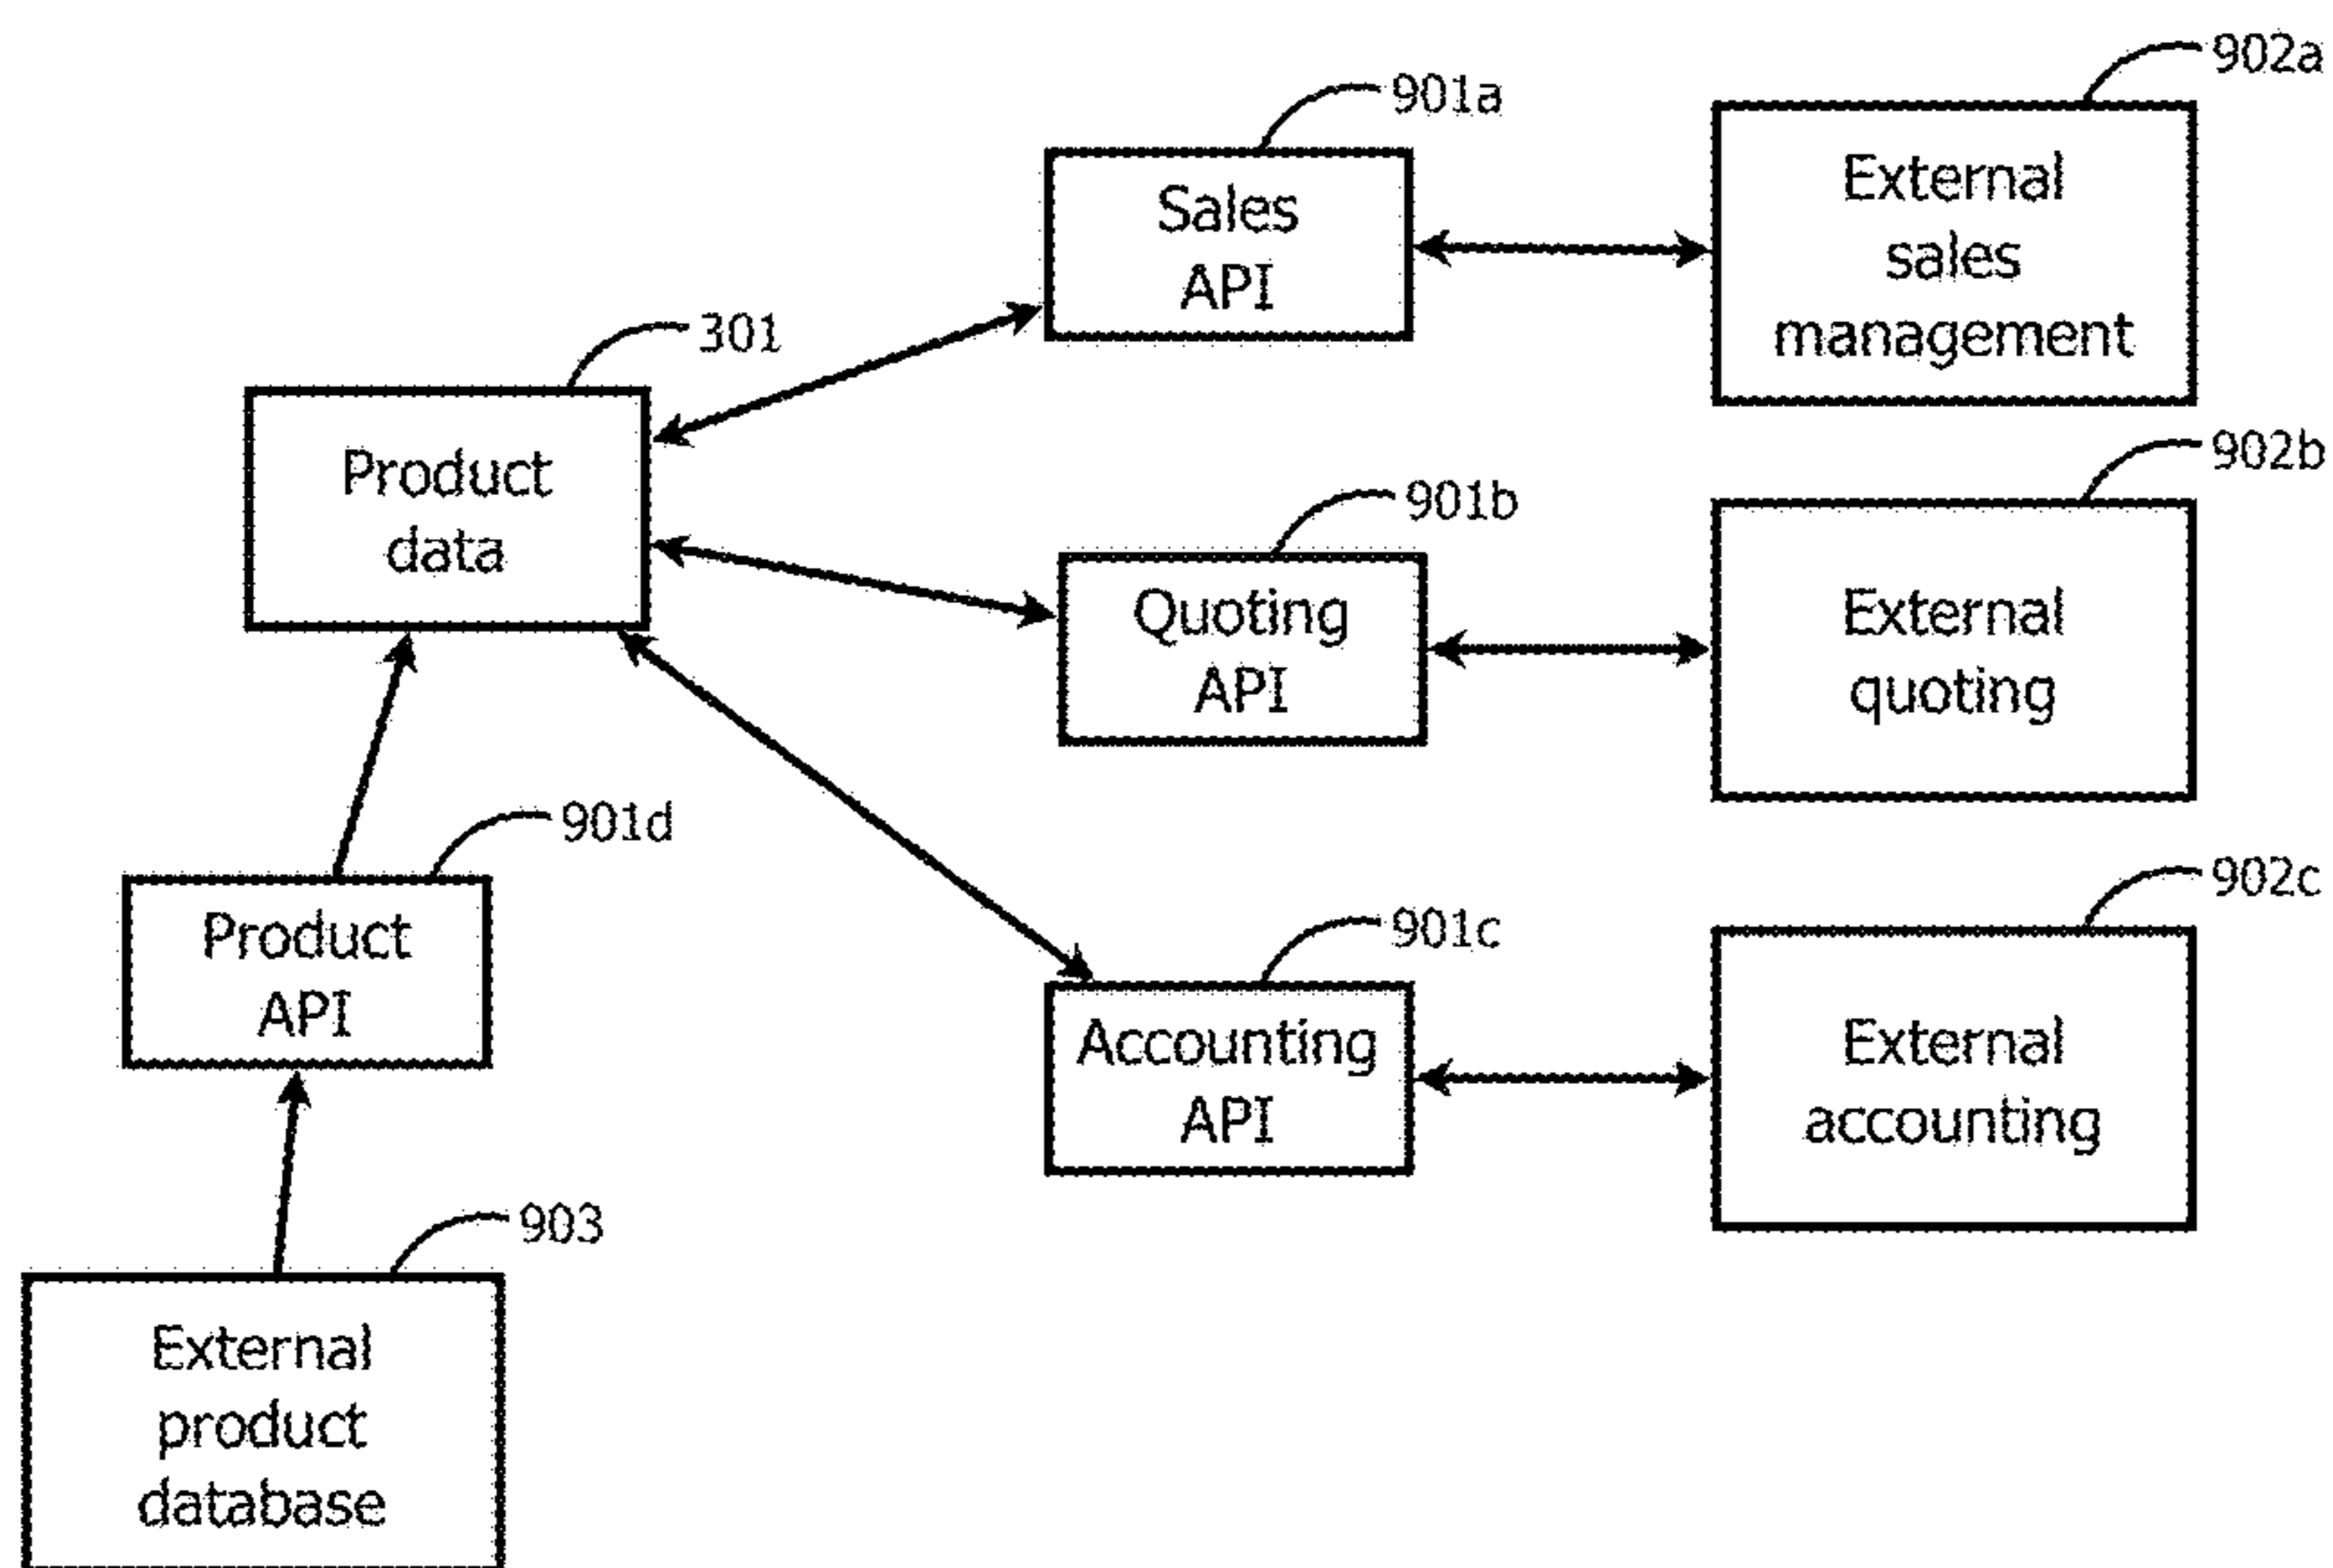 902a
901a
External
sales
management
Sales
API
301
Product
data
902b
901b
External
quoting
Quoting
API
901d
Product
API
902c
901c
External
accounting
Accounting
API
903
External
product
database